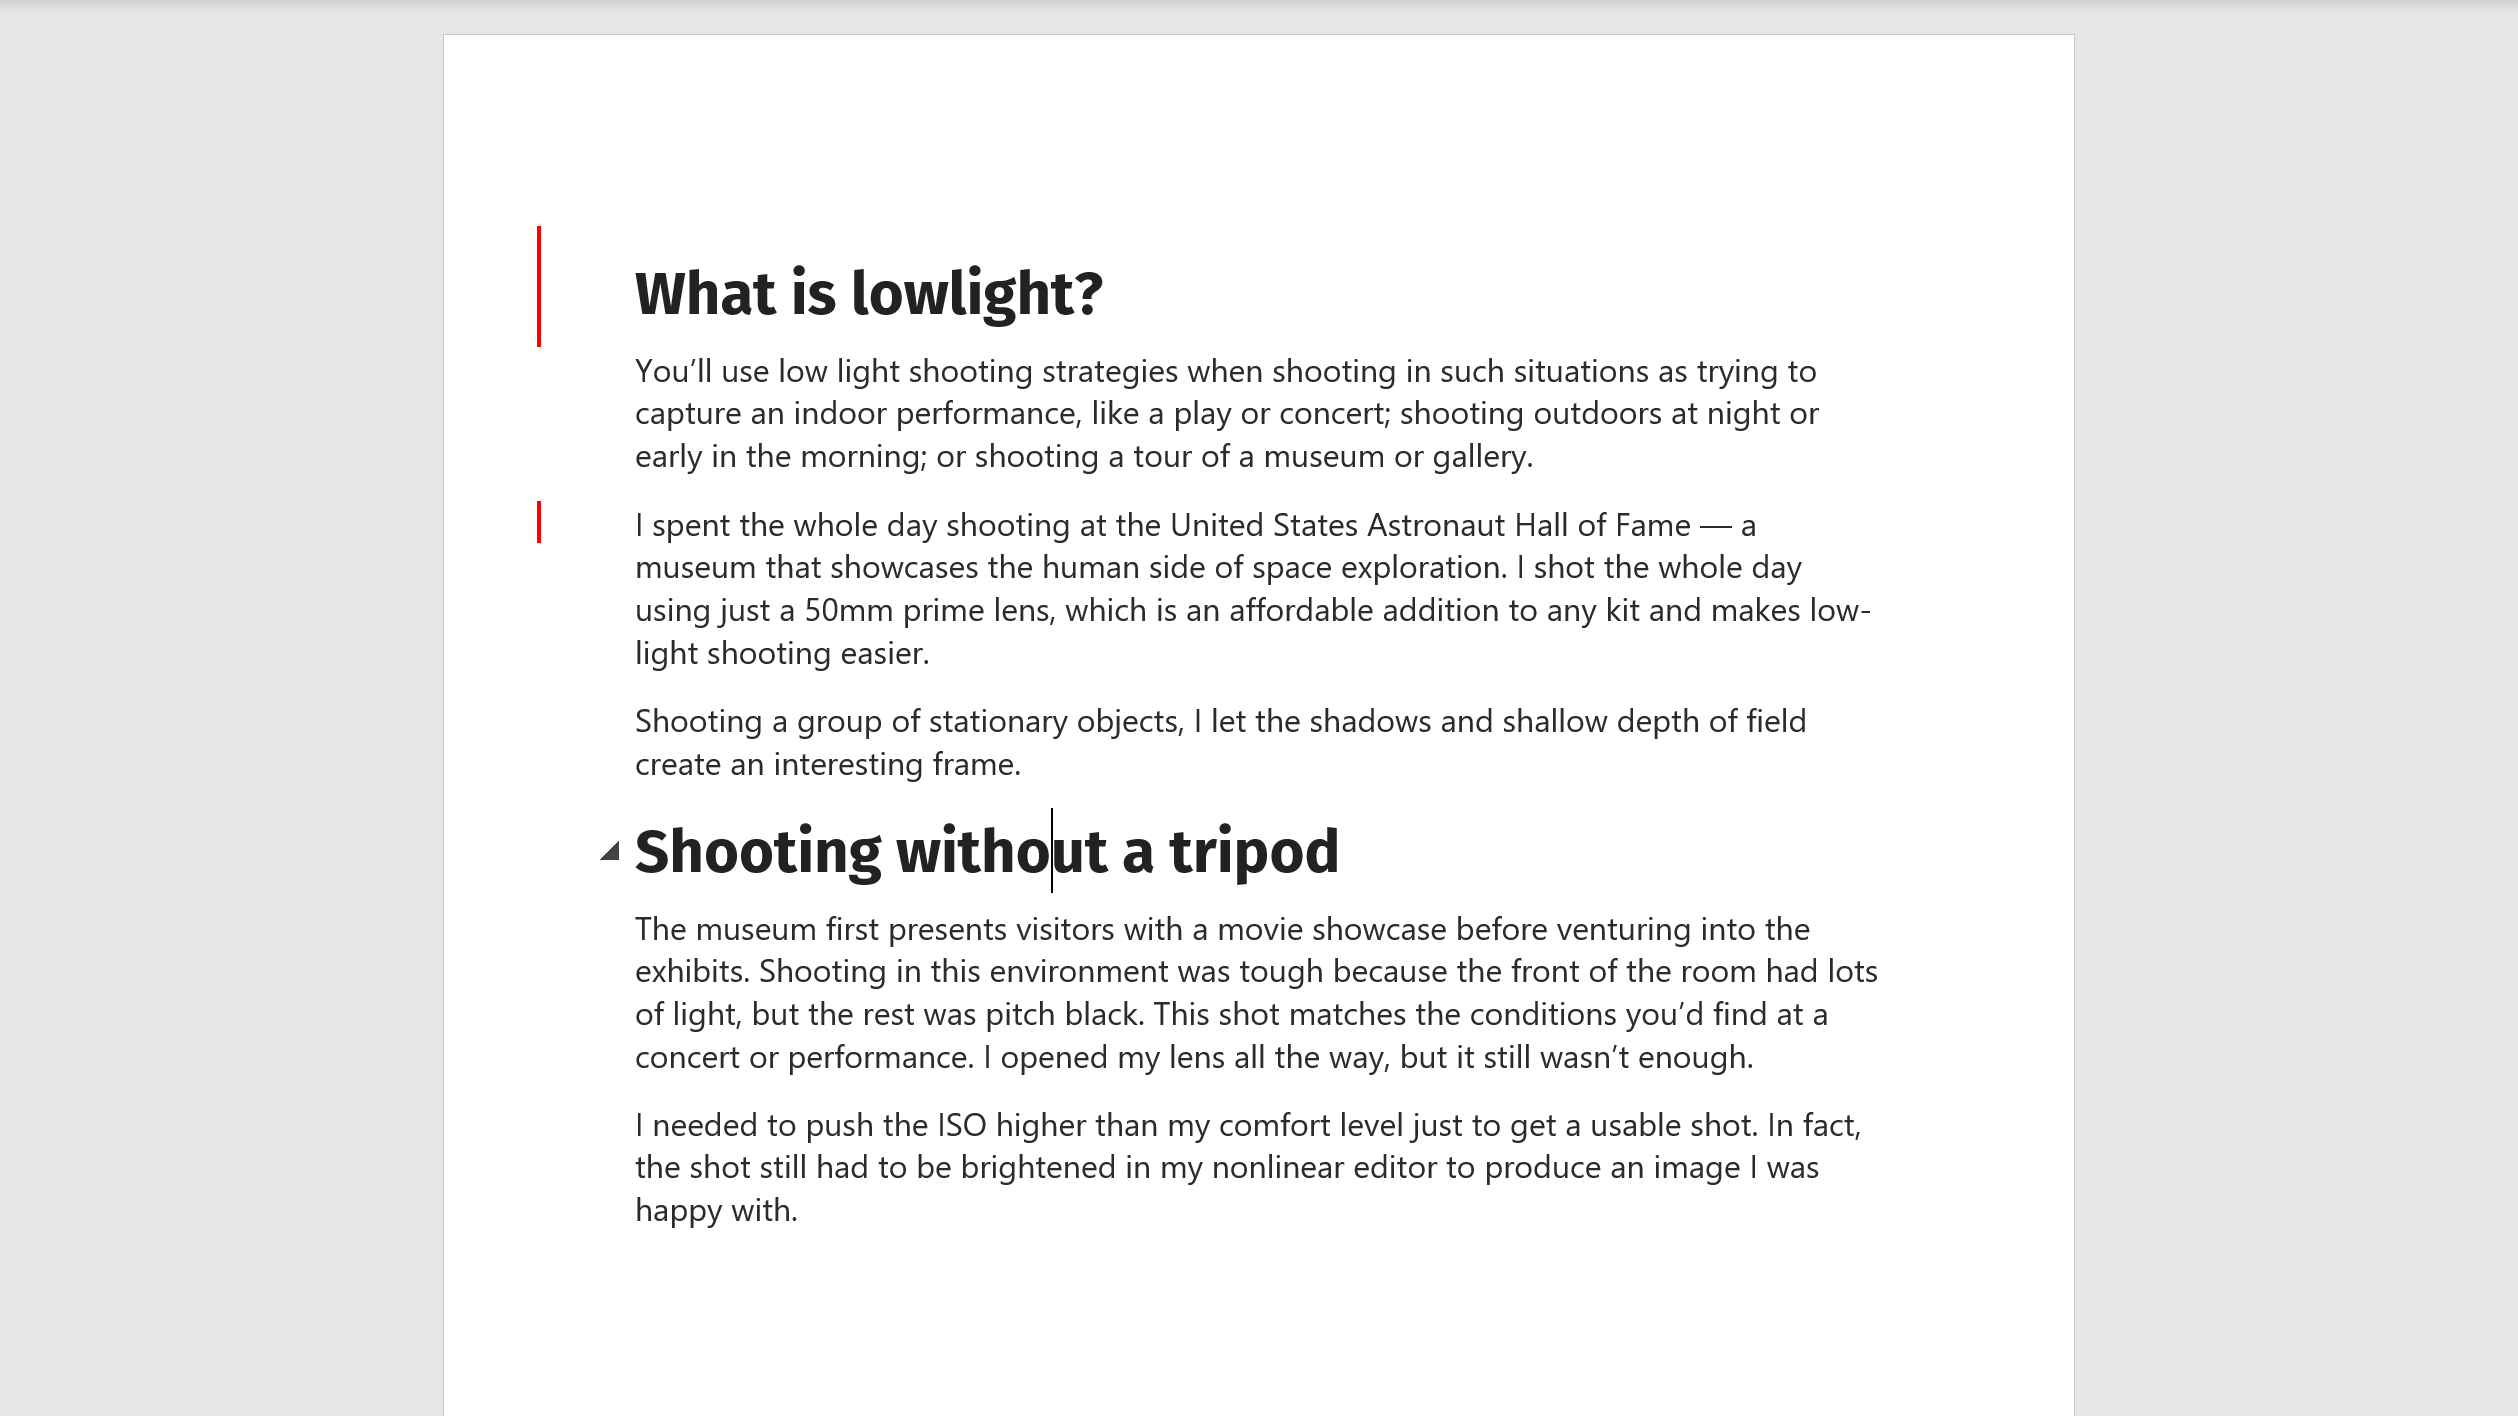 What is lowlight?
You’ll use low light shooting strategies when shooting in such situations as trying to
capture an indoor performance, like a play or concert; shooting outdoors at night or
early in the morning; or shooting a tour of a museum or gallery.
I spent the whole day shooting at the United States Astronaut Hall of Fame — a
museum that showcases the human side of space exploration. I shot the whole day
using just a 50mm prime lens, which is an affordable addition to any kit and makes low-
light shooting easier.
Shooting a group of stationary objects, I let the shadows and shallow depth of field
create an interesting frame.
Shooting without a tripod
The museum first presents visitors with a movie showcase before venturing into the
exhibits. Shooting in this environment was tough because the front of the room had lots
of light, but the rest was pitch black. This shot matches the conditions you’d find at a
concert or performance. I opened my lens all the way, but it still wasn’t enough.
I needed to push the ISO higher than my comfort level just to get a usable shot. In fact,
the shot still had to be brightened in my nonlinear editor to produce an image I was
happy with.